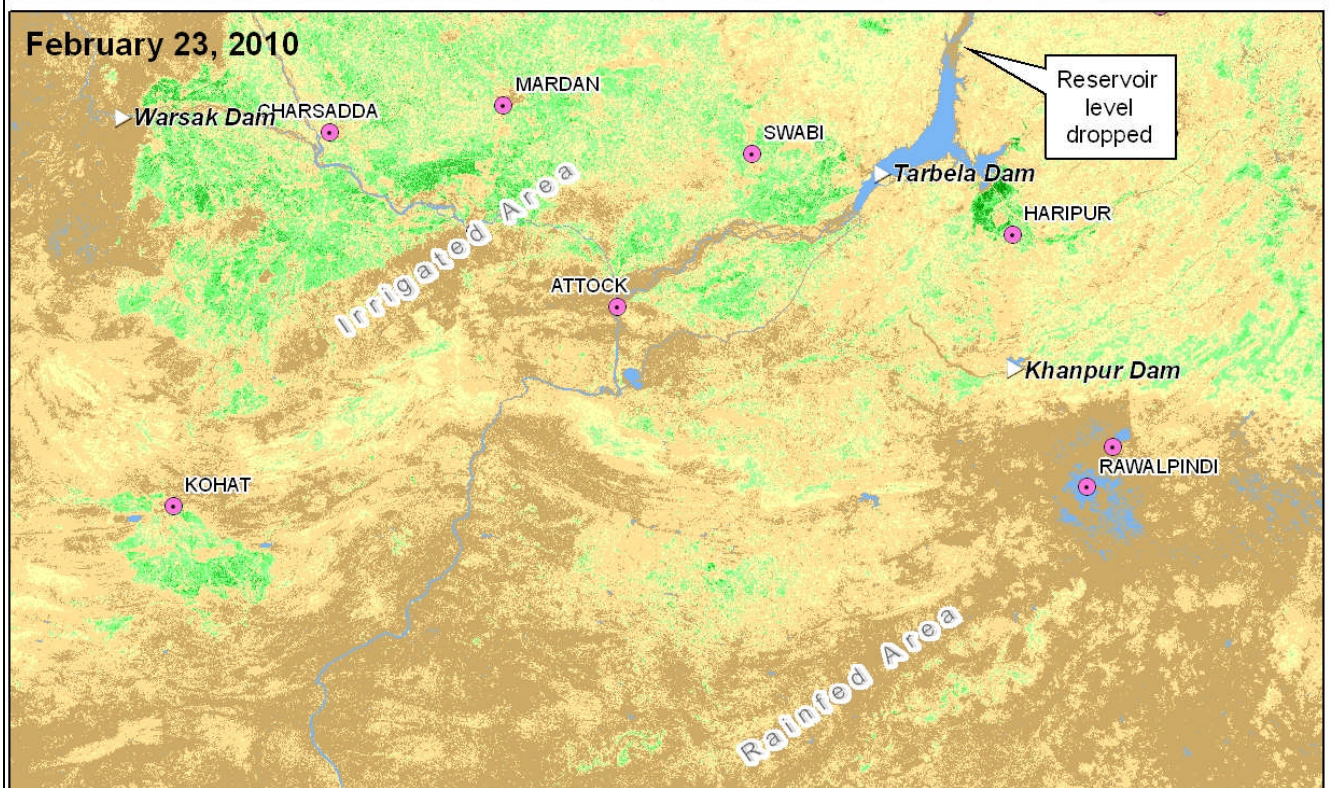 February 23, 2010
MARDAN
Warsak Dam
CHARSADDA
SWABI
Reservoir
level
dropped
Tarbela Dam
HARIPUR
Irrigated Area
ATTOCK
Khanpur Dam
RAWALPINDI
KOHAT
Rainfed Area